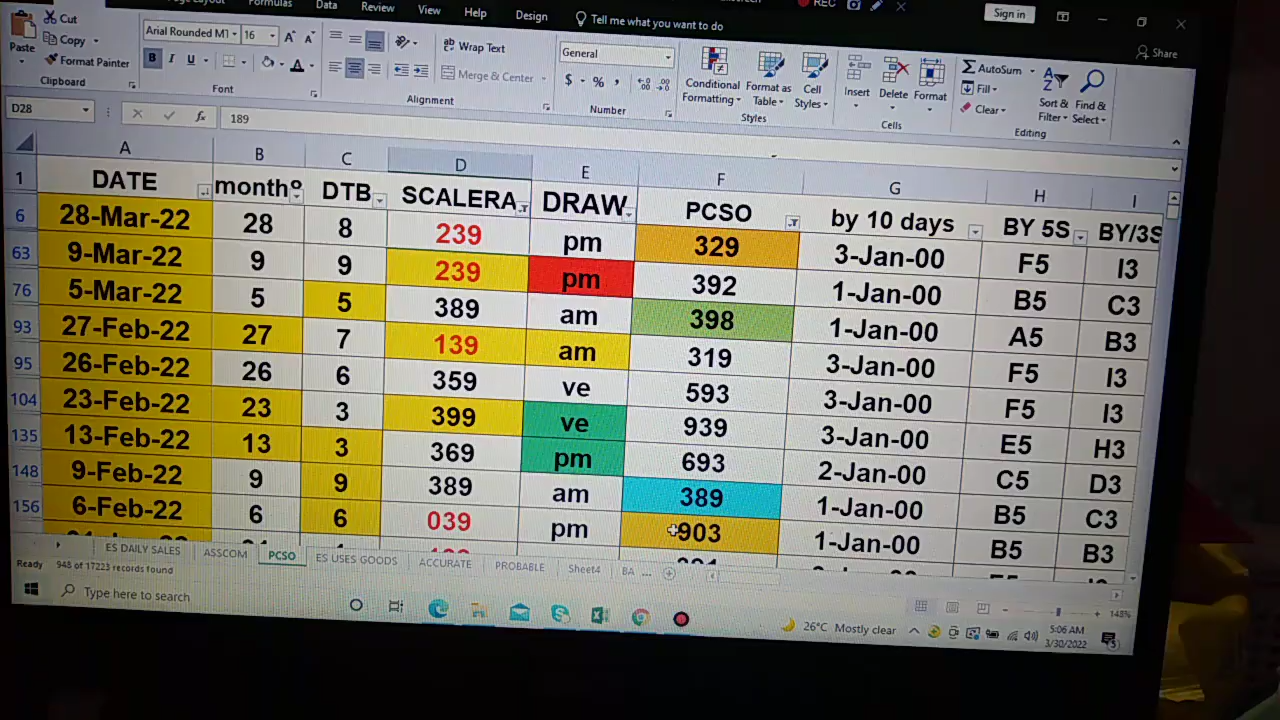 Formulas Data Review View Help Design Tell me what you want to do
REC
Sign in
Share
Cut
Copy
Format Painter
Paste
Clipboard
Arial Rounded MT 16
B I U
Font
Wrap Text
Merge & Center
Alignment
General
$ % ,
Number
Conditional Formatting
Format as Table
Cell Styles
Styles
Insert Delete Format
Cells
AutoSum
Fill
Clear
Sort & Filter
Find & Select
Editing
D28 fx 189
A B C D E F G H I
1 DATE month DTB SCALERA DRAW PCSO by 10 days BY 5S BY/3S
6 28-Mar-22 28 8 239 pm 329 3-Jan-00 F5 I3
63 9-Mar-22 9 9 239 pm 392 1-Jan-00 B5 C3
76 5-Mar-22 5 5 389 am 398 1-Jan-00 A5 B3
93 27-Feb-22 27 7 139 am 319 3-Jan-00 F5 I3
95 26-Feb-22 26 6 359 ve 593 3-Jan-00 F5 I3
104 23-Feb-22 23 3 399 ve 939 3-Jan-00 E5 H3
135 13-Feb-22 13 3 369 pm 693 2-Jan-00 C5 D3
148 9-Feb-22 9 9 389 am 389 1-Jan-00 B5 C3
156 6-Feb-22 6 6 039 pm 903 1-Jan-00 B5 B3
ES DAILY SALES ASSCOM PCSO ES USES GOODS ACCURATE PROBABLE Sheet4 BA ...
Ready 948 of 17223 records found
148%
Type here to search
26°C Mostly clear
5:06 AM
3/30/2022
5